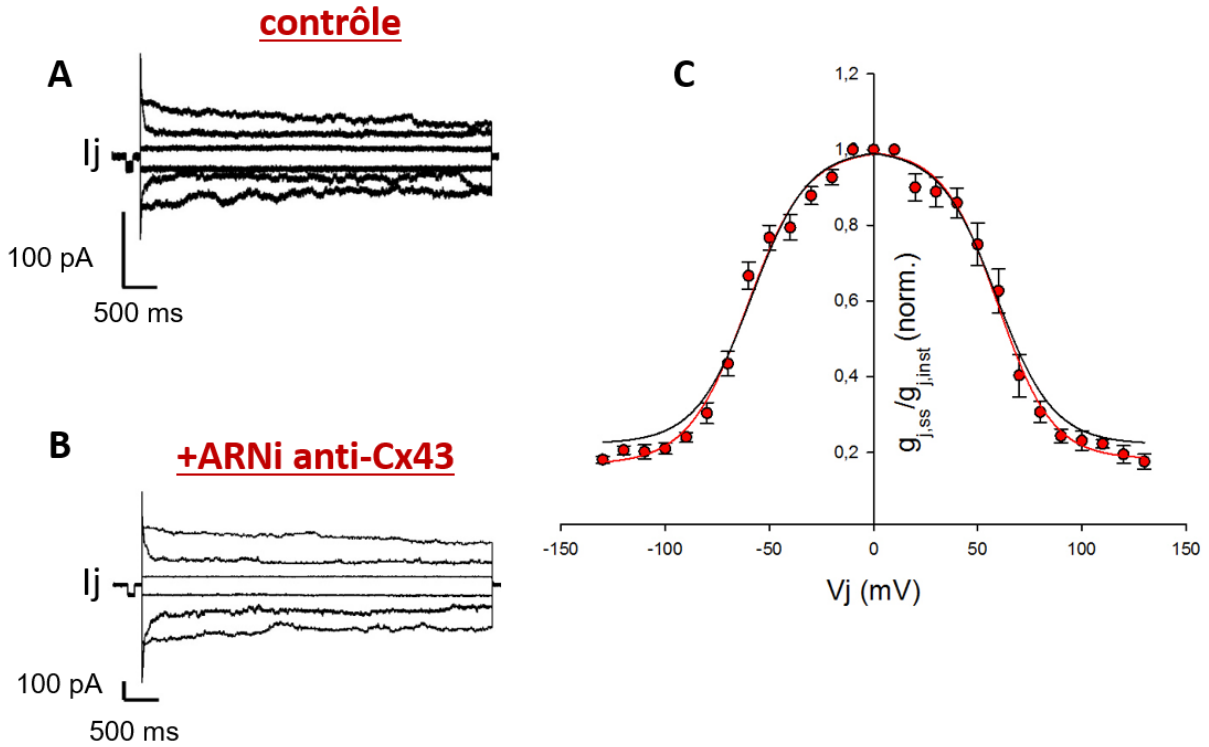 contrôle
A
Ij
100 pA
500 ms
B
+ARNi anti-Cx43
Ij
100 pA
500 ms
C
1,2
1,0
0,8
0,6
0,4
0,2
gj,ss/gj,inst (norm.)
-150 -100 -50 0 50 100 150
Vj (mV)